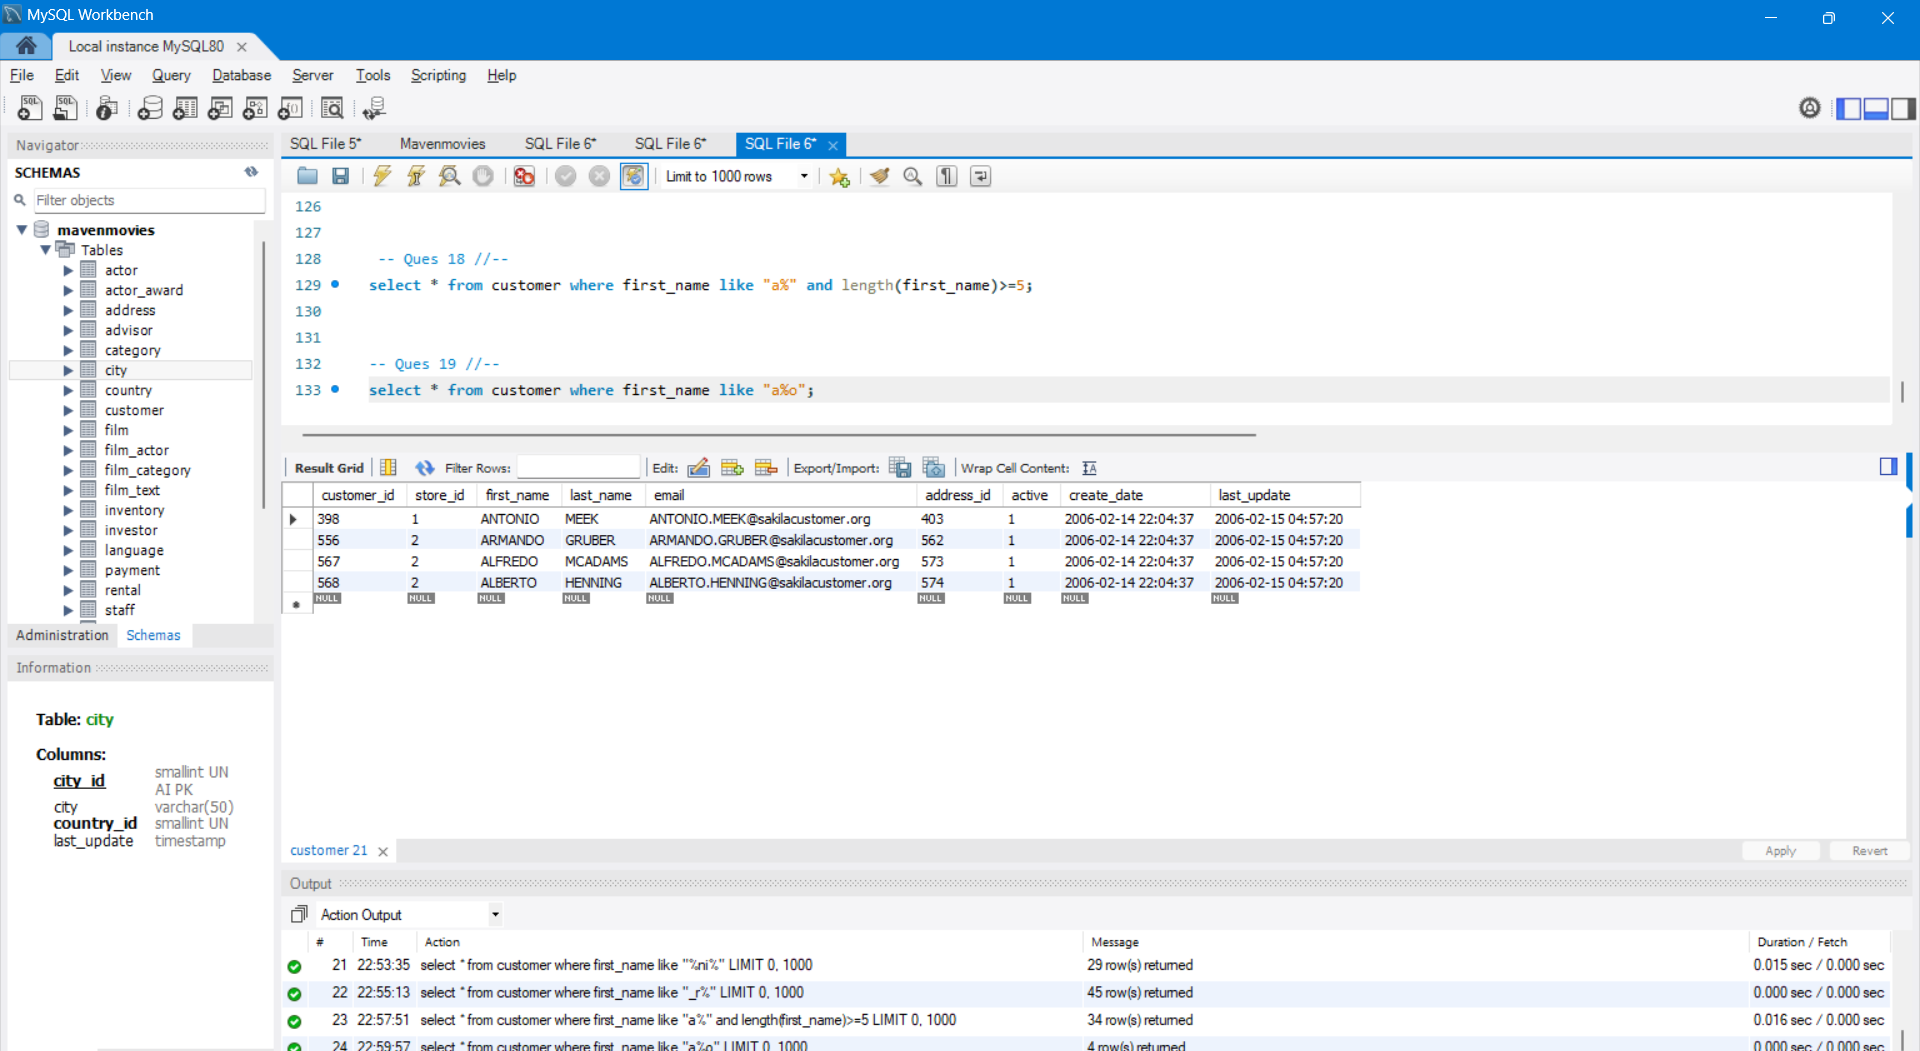 MySQL Workbench
Local instance MySQL80
File Edit View Query Database Server Tools Scripting Help
Navigator
SCHEMAS
Filter objects
mavenmovies
Tables
actor
actor_award
address
advisor
category
city
country
customer
film
film_actor
film_category
film_text
inventory
investor
language
payment
rental
staff
Administration Schemas
Information
Table: city
Columns:
city_id smallint UN AI PK
city varchar(50)
country_id smallint UN
last_update timestamp
SQL File 5* Mavenmovies SQL File 6* SQL File 6* SQL File 6*
Limit to 1000 rows
126
127
128 -- Ques 18 //--
129 select * from customer where first_name like "a%" and length(first_name)>=5;
130
131
132 -- Ques 19 //--
133 select * from customer where first_name like "a%o";
Result Grid Filter Rows: Edit: Export/Import: Wrap Cell Content:
customer_id store_id first_name last_name email address_id active create_date last_update
398 1 ANTONIO MEEK ANTONIO.MEEK@sakilacustomer.org 403 1 2006-02-14 22:04:37 2006-02-15 04:57:20
556 2 ARMANDO GRUBER ARMANDO.GRUBER@sakilacustomer.org 562 1 2006-02-14 22:04:37 2006-02-15 04:57:20
567 2 ALFREDO MCADAMS ALFREDO.MCADAMS@sakilacustomer.org 573 1 2006-02-14 22:04:37 2006-02-15 04:57:20
568 2 ALBERTO HENNING ALBERTO.HENNING@sakilacustomer.org 574 1 2006-02-14 22:04:37 2006-02-15 04:57:20
NULL NULL NULL NULL NULL NULL NULL NULL NULL
customer 21
Apply Revert
Output
Action Output
# Time Action Message Duration / Fetch
21 22:53:35 select * from customer where first_name like "%ni%" LIMIT 0, 1000 29 row(s) returned 0.015 sec / 0.000 sec
22 22:55:13 select * from customer where first_name like "_r%" LIMIT 0, 1000 45 row(s) returned 0.000 sec / 0.000 sec
23 22:57:51 select * from customer where first_name like "a%" and length(first_name)>=5 LIMIT 0, 1000 34 row(s) returned 0.016 sec / 0.000 sec
24 22:59:57 select * from customer where first_name like "a%o" LIMIT 0, 1000 4 row(s) returned 0.000 sec / 0.000 sec